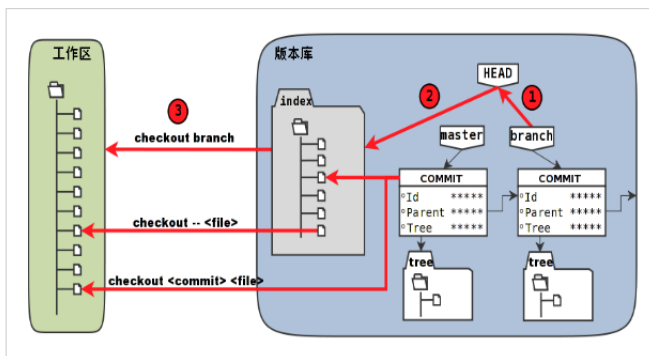 工作区
版本库
HEAD
1
2
3
index
master
branch
checkout branch
COMMIT
Id *****
Parent *****
Tree *****
COMMIT
Id *****
Parent *****
Tree *****
checkout -- <file>
tree
tree
checkout <commit> <file>